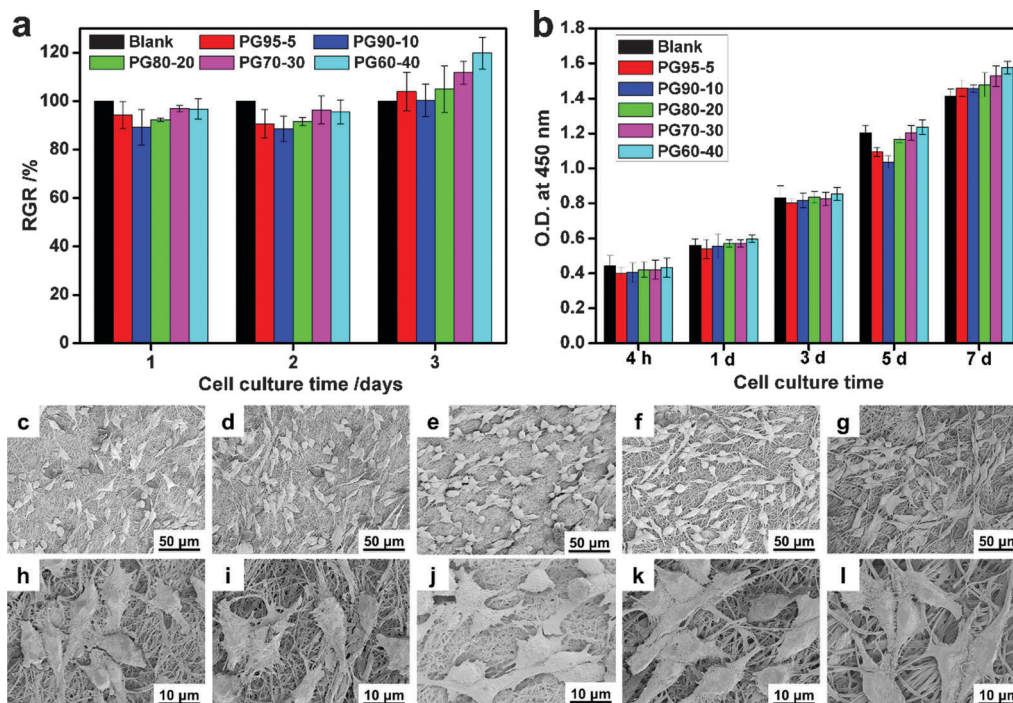 a
Blank PG95-5 PG90-10
PG80-20 PG70-30 PG60-40
RGR /%
120
100
80
60
40
20
0
1 2 3
Cell culture time /days
b
Blank
PG95-5
PG90-10
PG80-20
PG70-30
PG60-40
O.D. at 450 nm
1.8
1.6
1.4
1.2
1.0
0.8
0.6
0.4
0.2
0.0
4 h 1 d 3 d 5 d 7 d
Cell culture time
c d e f g
50 μm 50 μm 50 μm 50 μm 50 μm
h i j k l
10 μm 10 μm 10 μm 10 μm 10 μm